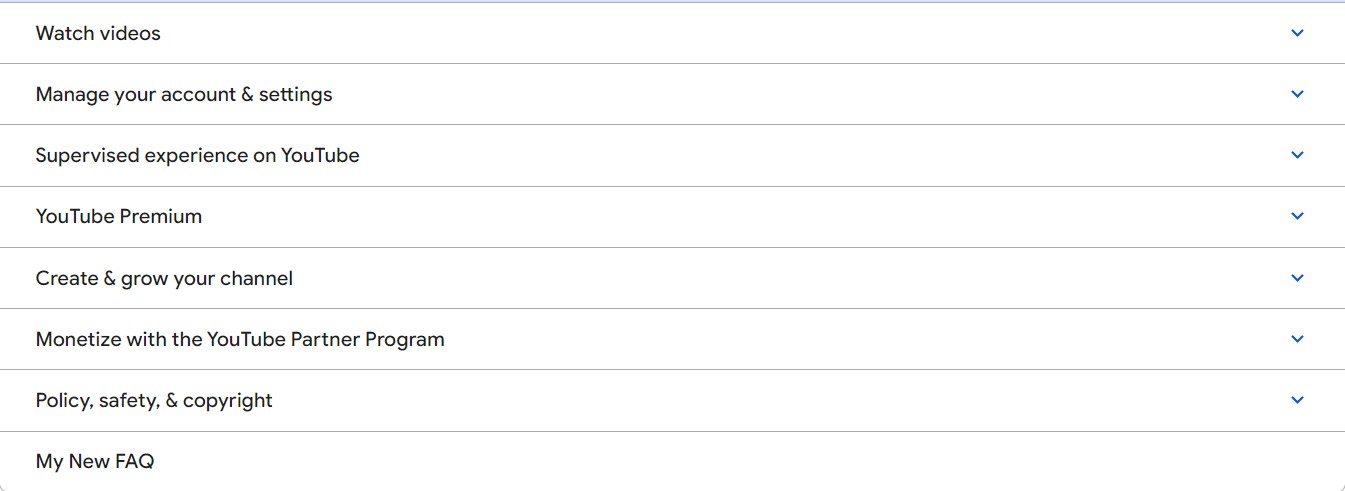 Watch videos
Manage your account & settings
Supervised experience on YouTube
YouTube Premium
Create & grow your channel
Monetize with the YouTube Partner Program
Policy, safety, & copyright
My New FAQ